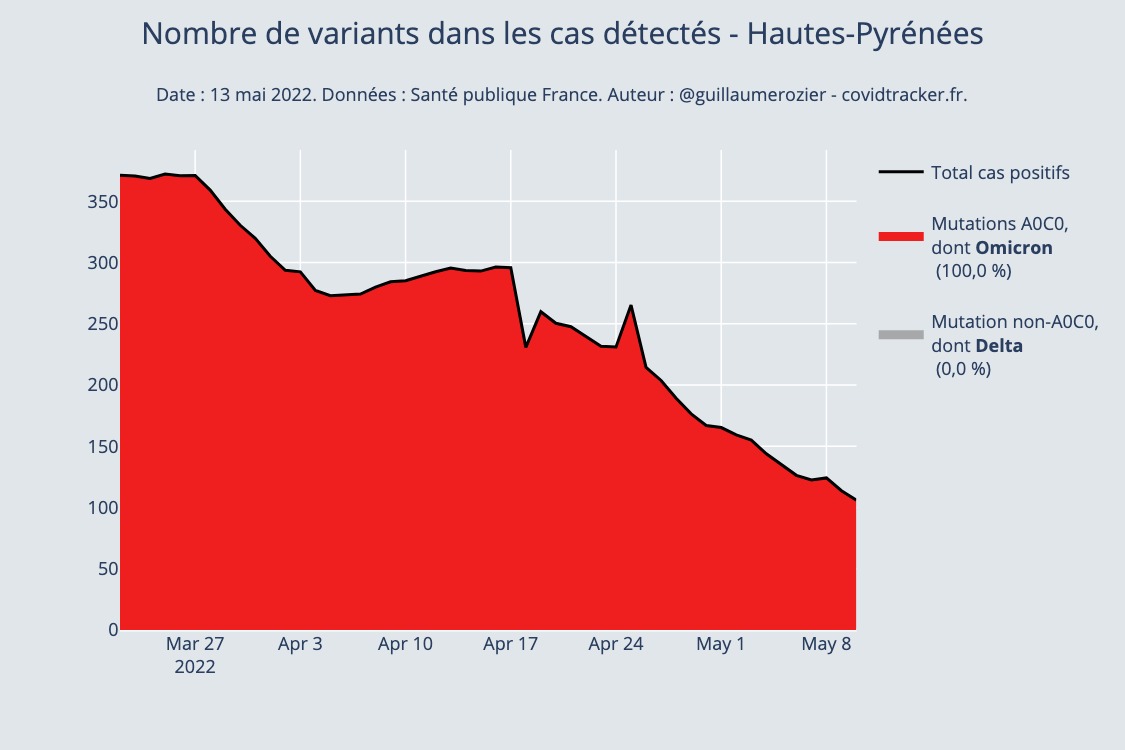 Nombre de variants dans les cas détectés - Hautes-Pyrénées
Date : 13 mai 2022. Données : Santé publique France. Auteur : @guillaumerozier - covidtracker.fr.
Total cas positifs
Mutations A0C0,
dont Omicron
(100,0 %)
Mutation non-A0C0,
dont Delta
(0,0 %)
350
300
250
200
150
100
50
0
Mar 27
2022
Apr 3
Apr 10
Apr 17
Apr 24
May 1
May 8